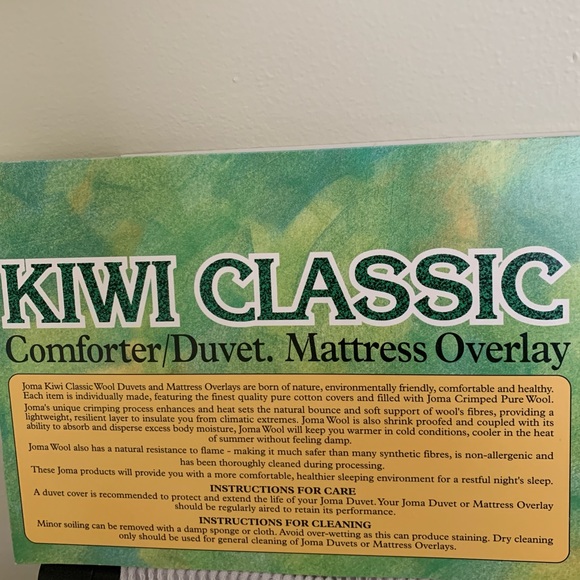 KIWI CLASSIC
Comforter/Duvet. Mattress Overlay
Joma Kiwi Classic Wool Duvets and Mattress Overlays are born of nature, environmentally friendly, comfortable and healthy.
Each item is individually made, featuring the finest quality pure cotton covers and filled with Joma Crimped Pure Wool.
Joma's unique crimping process enhances and heat sets the natural bounce and soft support of wool's fibres, providing a
lightweight, resilient layer to insulate you from climatic extremes. Joma Wool is also shrink proofed and coupled with its
ability to absorb and disperse excess body moisture, Joma Wool will keep you warmer in cold conditions, cooler in the heat
of summer without feeling damp.
Joma Wool also has a natural resistance to flame - making it much safer than many synthetic fibres, is non-allergenic and
has been thoroughly cleaned during processing.
These Joma products will provide you with a more comfortable, healthier sleeping environment for a restful night's sleep.
INSTRUCTIONS FOR CARE
A duvet cover is recommended to protect and extend the life of your Joma Duvet. Your Joma Duvet or Mattress Overlay
should be regularly aired to retain its performance.
INSTRUCTIONS FOR CLEANING
Minor soiling can be removed with a damp sponge or cloth. Avoid over-wetting as this can produce staining. Dry cleaning
only should be used for general cleaning of Joma Duvets or Mattress Overlays.